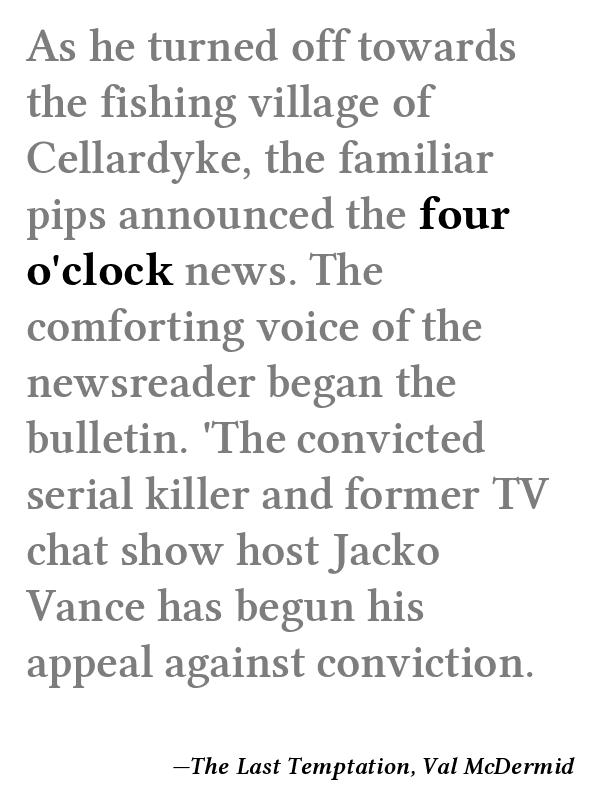 As he turned off towards
the fishing village of
Cellardyke, the familiar
pips announced the four
o'clock news. The
comforting voice of the
newsreader began the
bulletin. 'The convicted
serial killer and former TV
chat show host Jacko
Vance has begun his
appeal against conviction.
—The Last Temptation, Val McDermid